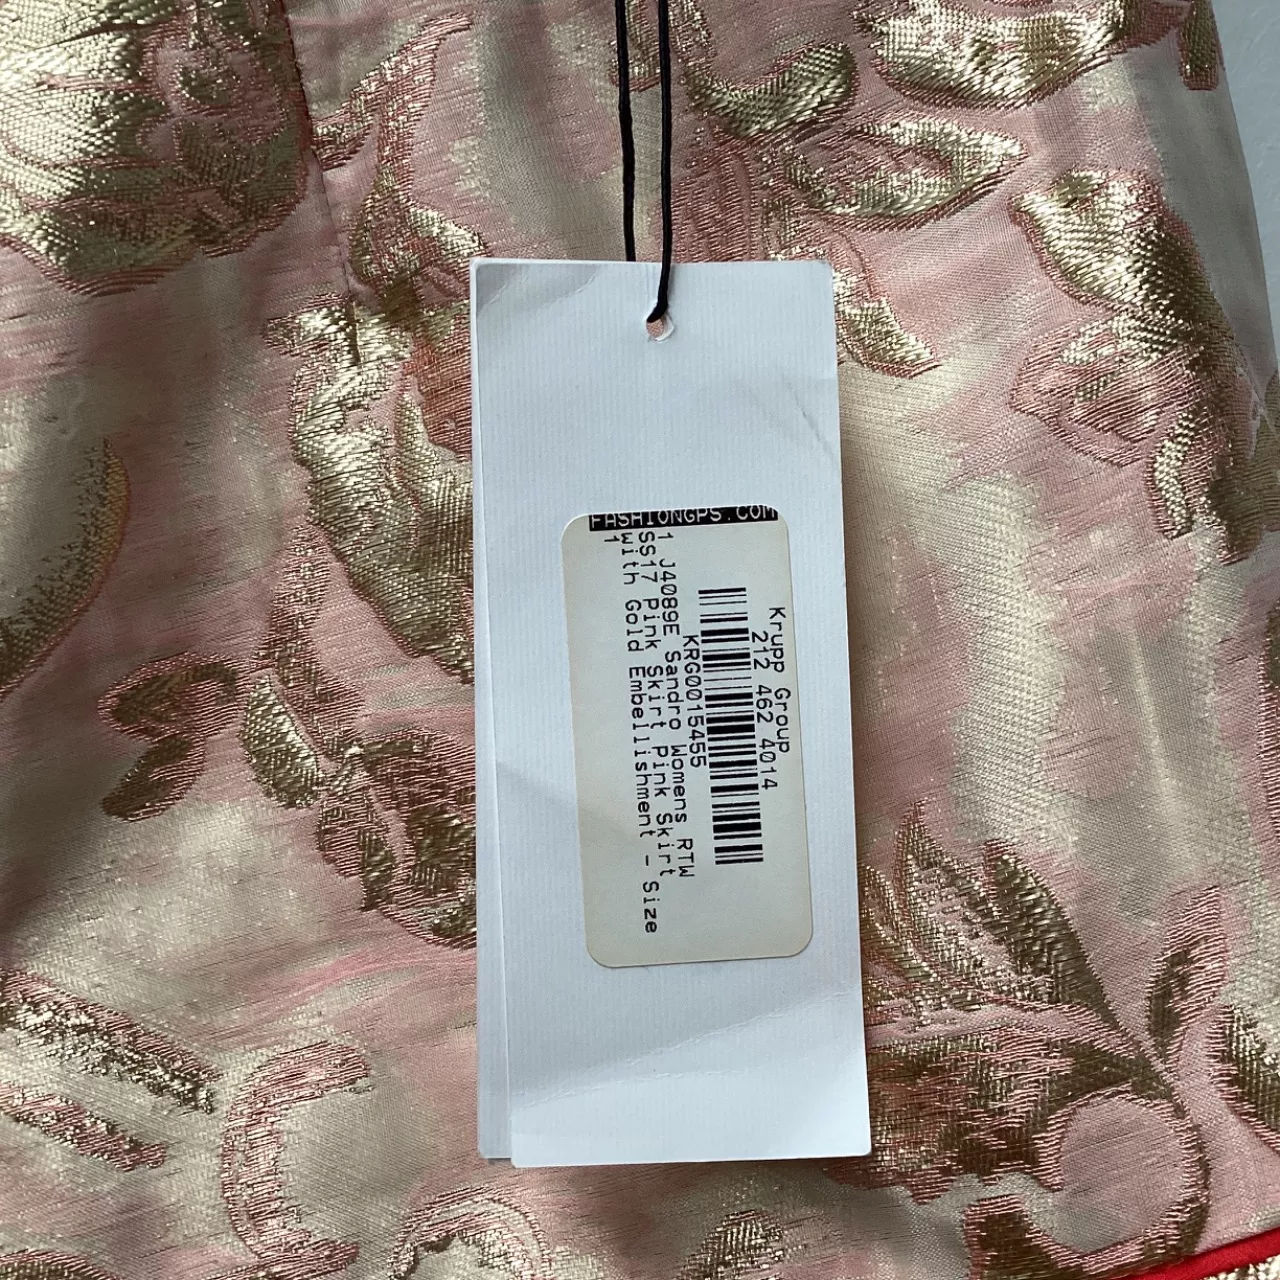 FASHIONGPS.COM
Krupp Group
212 462 4014
KRG0015455
1 J4089E Sandro Womens RTW
SS17 Pink Skirt Pink Skirt
with Gold Embellishment - Size
1